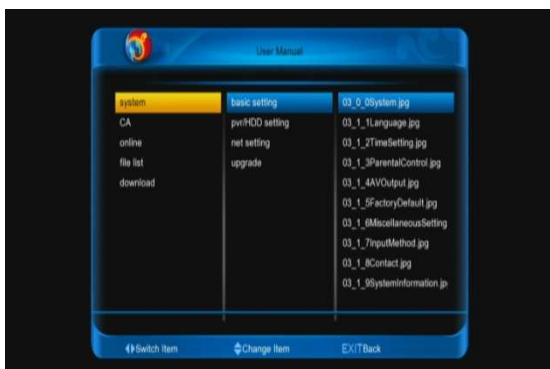 User Manual
system
CA
online
file list
download
basic setting
pvr/HDD setting
net setting
upgrade
03_0_0System.jpg
03_1_1Language.jpg
03_1_2TimeSetting.jpg
03_1_3ParentalControl.jpg
03_1_4AVOutput.jpg
03_1_5FactoryDefault.jpg
03_1_6MiscellaneousSetting
03_1_7InputMethod.jpg
03_1_8Contact.jpg
03_1_9SystemInformation.jp
Switch Item
Change Item
EXITBack